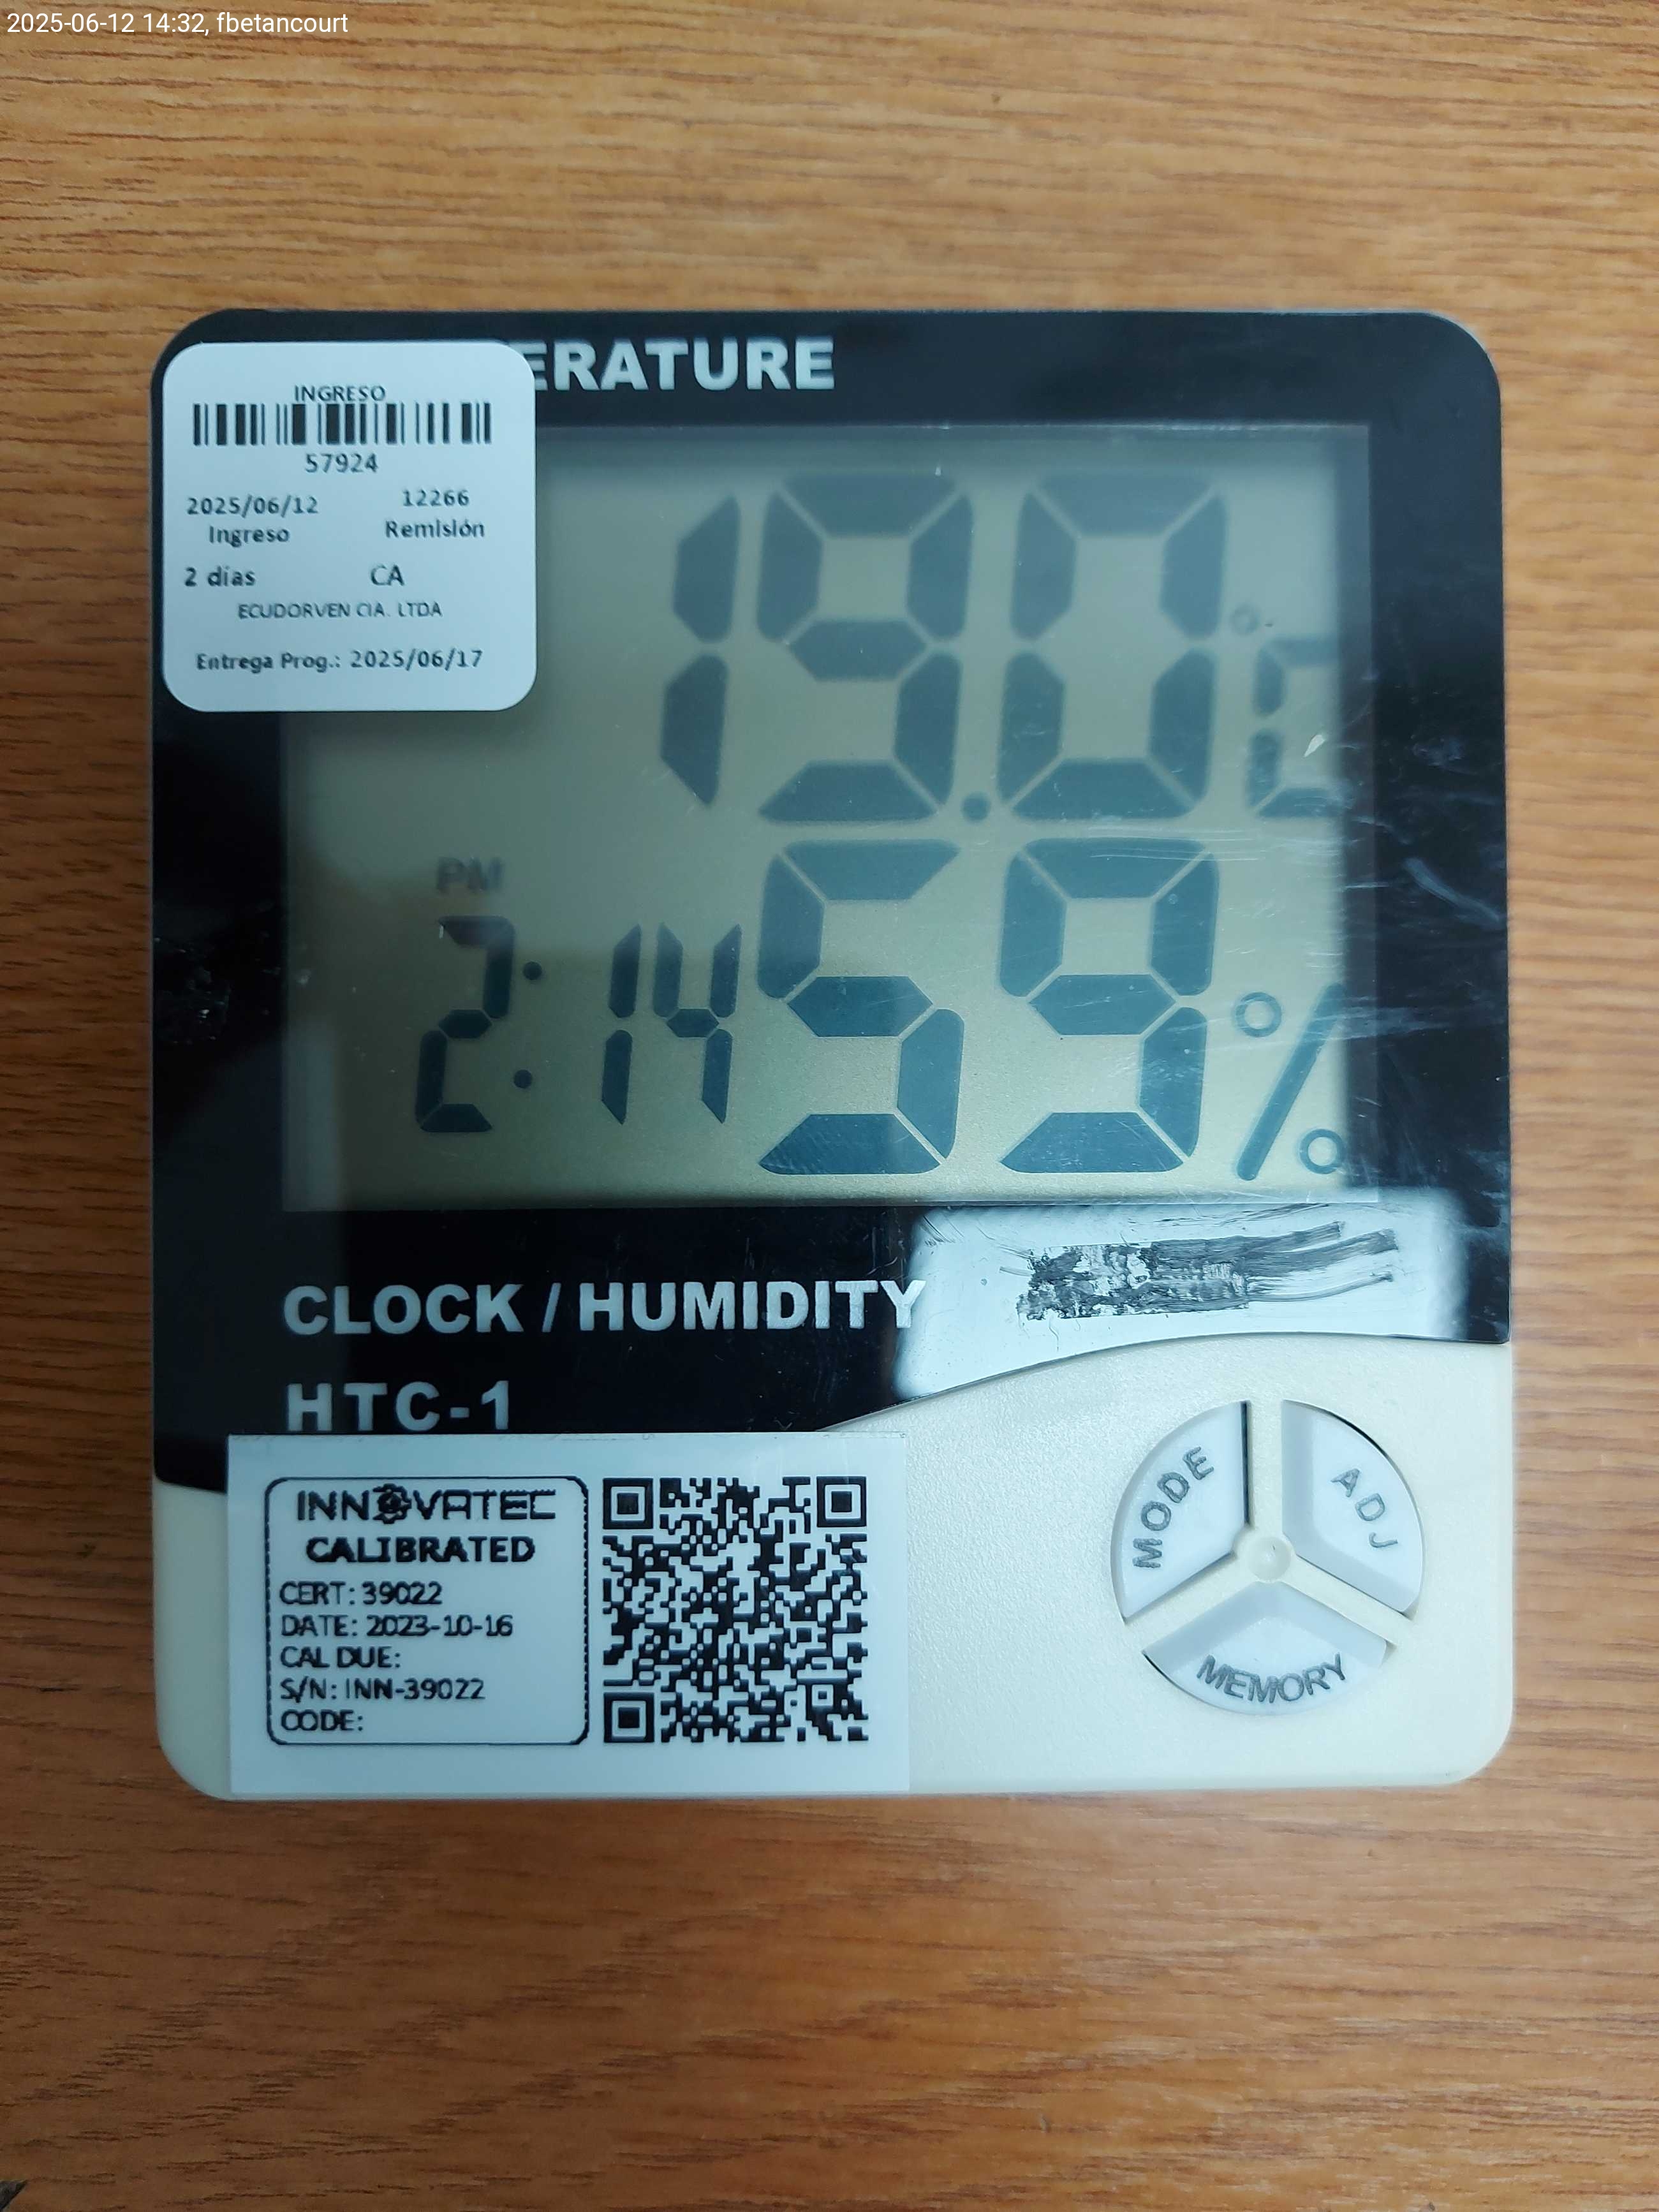 2025-06-12 14:32, fbetancourt
ERATURE
INGRESO
57924
2025/06/12 12266
Ingreso Remisión
2 días CA
ECUDORVEN CIA. LTDA
Entrega Prog.: 2025/06/17
19.0 °C
PM
2:14 59 %
CLOCK / HUMIDITY
HTC-1
INNOVATEC
CALIBRATED
CERT: 39022
DATE: 2023-10-16
CAL DUE:
S/N: INN-39022
CODE:
MODE
ADJ
MEMORY